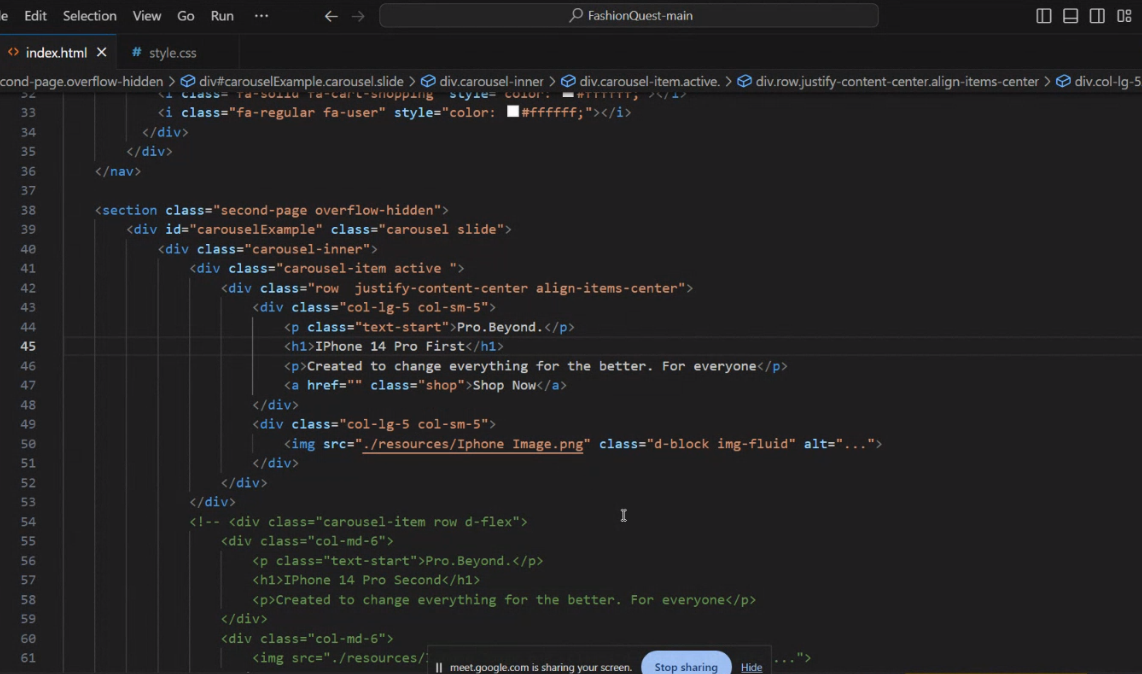 Edit Selection View Go Run ··· ← → FashionQuest-main
<> index.html × # style.css
cond-page.overflow-hidden > div#carouselExample.carousel.slide > div.carousel-inner > div.carousel-item.active. > div.row.justify-content-center.align-items-center > div.col-lg-5
32 <i class="fa-solid fa-cart-shopping" style="color: #ffffff;"></i>
33 <i class="fa-regular fa-user" style="color: #ffffff;"></i>
34 </div>
35 </div>
36 </nav>
37
38 <section class="second-page overflow-hidden">
39 <div id="carouselExample" class="carousel slide">
40 <div class="carousel-inner">
41 <div class="carousel-item active ">
42 <div class="row  justify-content-center align-items-center">
43 <div class="col-lg-5 col-sm-5">
44 <p class="text-start">Pro.Beyond.</p>
45 <h1>IPhone 14 Pro First</h1>
46 <p>Created to change everything for the better. For everyone</p>
47 <a href="" class="shop">Shop Now</a>
48 </div>
49 <div class="col-lg-5 col-sm-5">
50 <img src="./resources/Iphone Image.png" class="d-block img-fluid" alt="...">
51 </div>
52 </div>
53 </div>
54 <!-- <div class="carousel-item row d-flex">
55 <div class="col-md-6">
56 <p class="text-start">Pro.Beyond.</p>
57 <h1>IPhone 14 Pro Second</h1>
58 <p>Created to change everything for the better. For everyone</p>
59 </div>
60 <div class="col-md-6">
61 <img src="./resources/ ...">
meet.google.com is sharing your screen. Stop sharing Hide